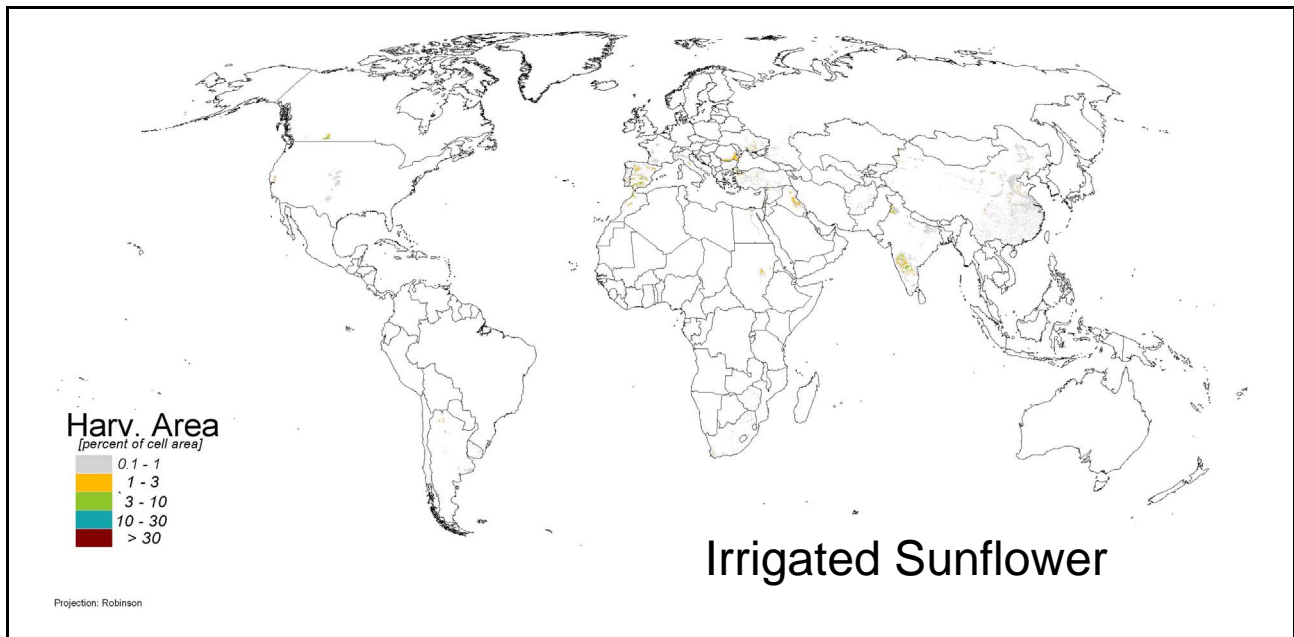 Harv. Area
[percent of cell area]
0.1 - 1
1 - 3
3 - 10
10 - 30
> 30
Irrigated Sunflower
Projection: Robinson